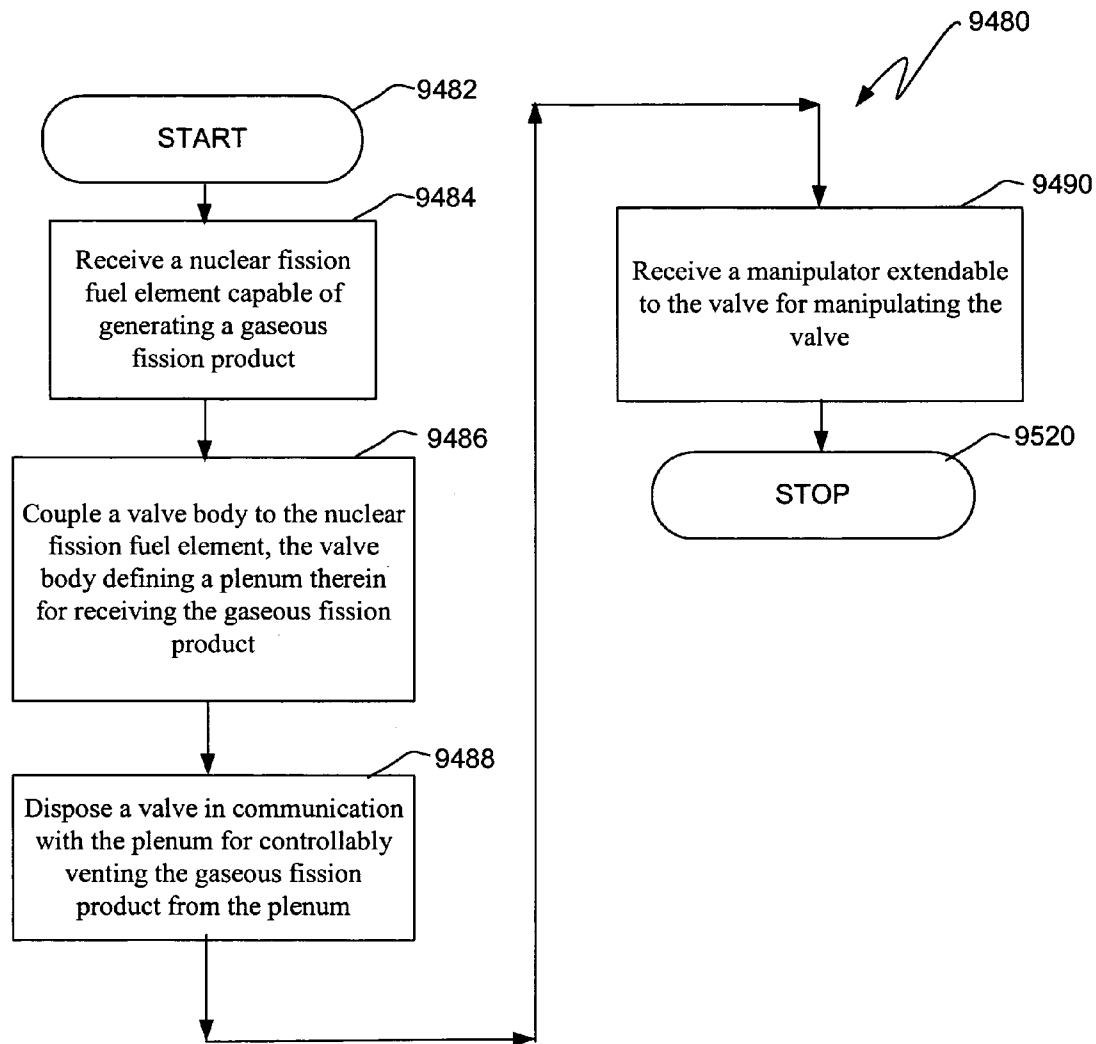 9480
9482
START
9484
Receive a nuclear fission
fuel element capable of
generating a gaseous
fission product
9486
Couple a valve body to the nuclear
fission fuel element, the valve
body defining a plenum therein
for receiving the gaseous fission
product
9488
Dispose a valve in communication
with the plenum for controllably
venting the gaseous fission
product from the plenum
9490
Receive a manipulator extendable
to the valve for manipulating the
valve
9520
STOP